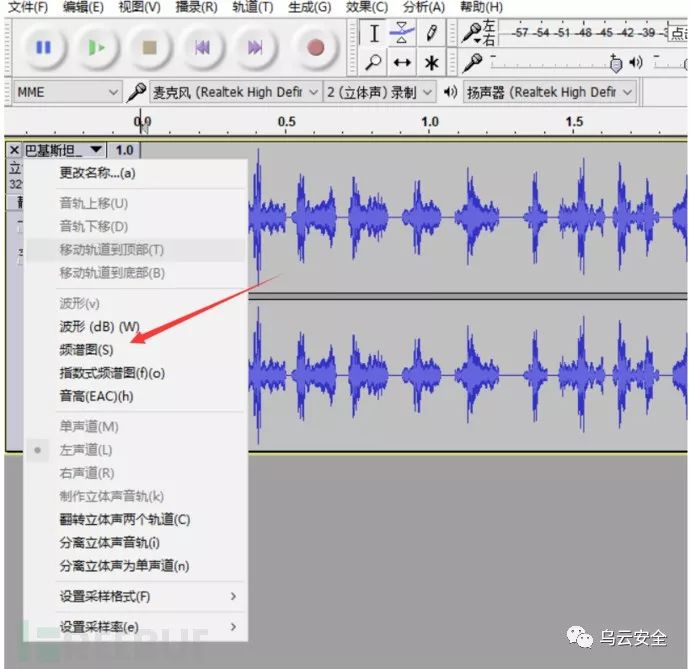 文件(F) 编辑(E) 视图(V) 播录(R) 轨道(T) 生成(G) 效果(C) 分析(A) 帮助(H)
左 -57 -54 -51 -48 -45 -42 -39
右
MME 麦克风 (Realtek High Defir 2 (立体声) 录制 扬声器 (Realtek High Defin
0.0 0.5 1.0 1.5
巴基斯坦_ 1.0
更改名称...(a)
音轨上移(U)
音轨下移(D)
移动轨道到顶部(T)
移动轨道到底部(B)
波形(v)
波形 (dB) (W)
频谱图(S)
指数式频谱图(f)(o)
音高(EAC)(h)
单声道(M)
左声道(L)
右声道(R)
制作立体声音轨(k)
翻转立体声两个轨道(C)
分离立体声音轨(i)
分离立体声为单声道(n)
设置采样格式(F)
设置采样率(e)
FREEBUF
乌云安全